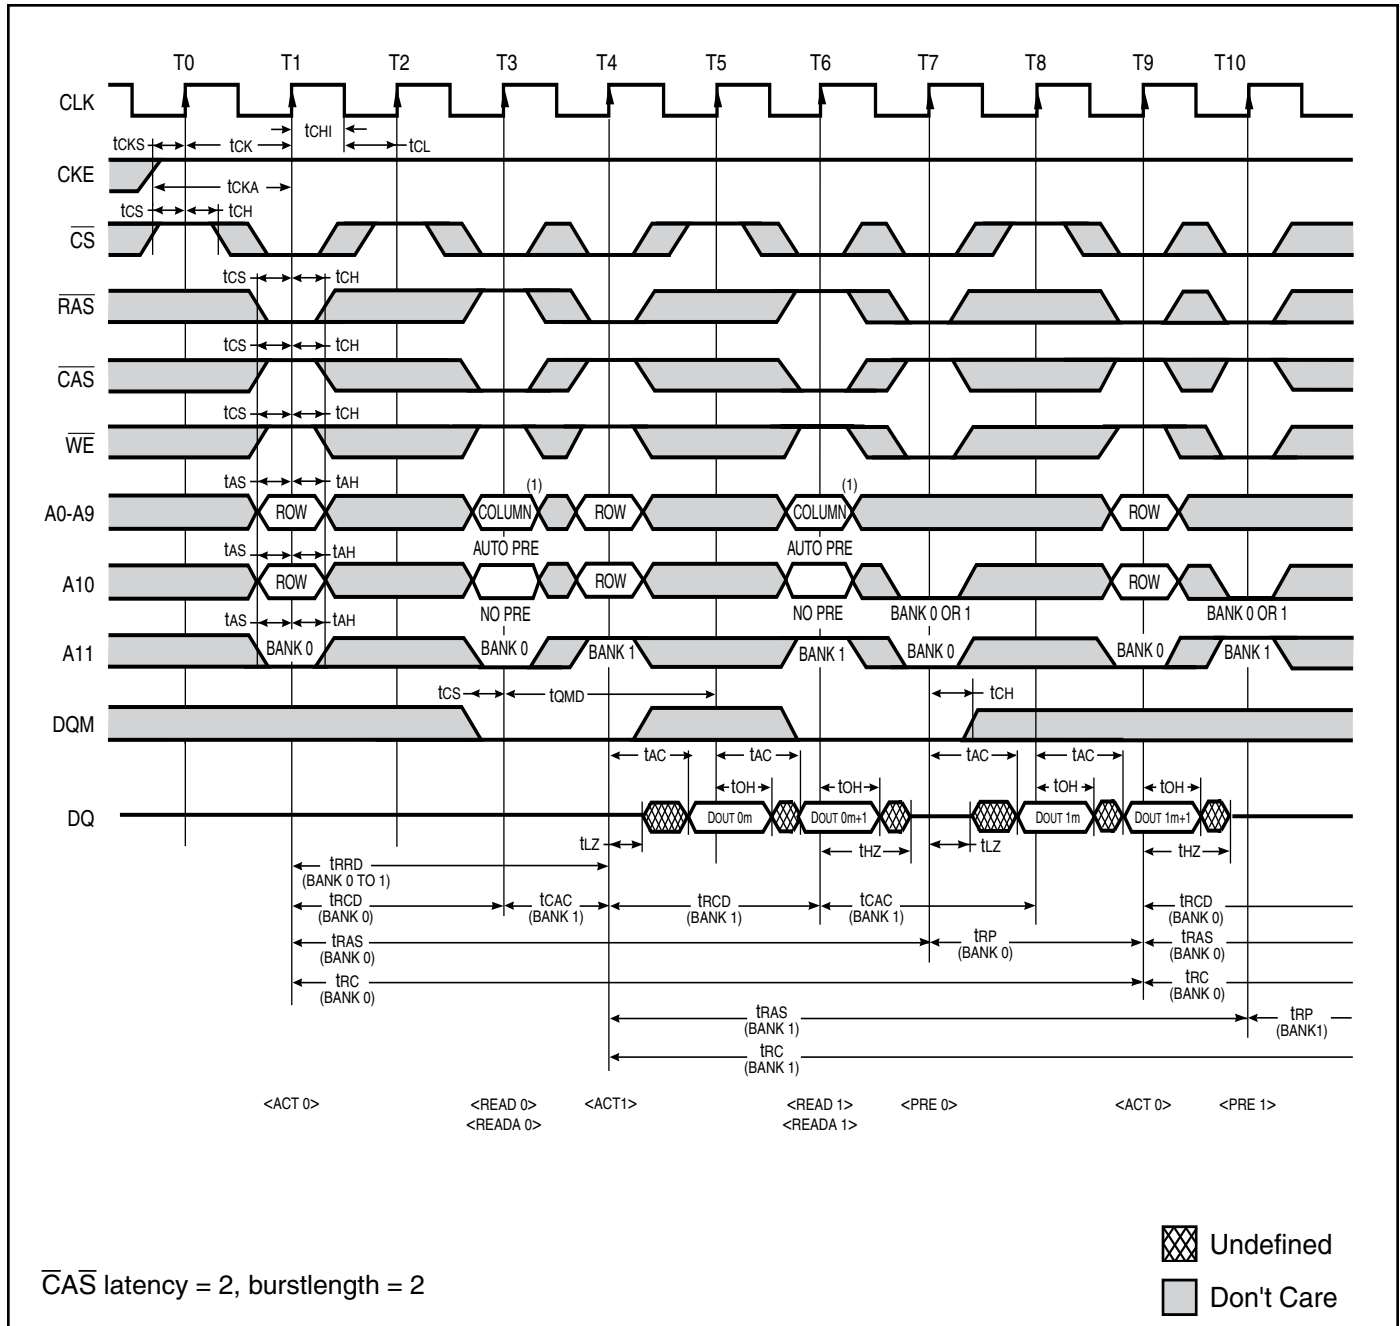 T0 T1 T2 T3 T4 T5 T6 T7 T8 T9 T10
CLK
tCHI
tCKS tCK tCL
CKE
tCKA
tCS tCH
CS
tCS tCH
RAS
tCS tCH
CAS
tCS tCH
WE
tAS tAH (1) (1)
A0-A9 ROW COLUMN ROW COLUMN ROW
tAS tAH AUTO PRE AUTO PRE
A10 ROW ROW ROW
NO PRE NO PRE BANK 0 OR 1 BANK 0 OR 1
tAS tAH
A11 BANK 0 BANK 0 BANK 1 BANK 1 BANK 0 BANK 0 BANK 1
tCS tQMD tCH
DQM
tAC tAC tAC tAC
tOH tOH tOH tOH
DQ DOUT 0m DOUT 0m+1 DOUT 1m DOUT 1m+1
tLZ tHZ tLZ tHZ
tRRD
(BANK 0 TO 1)
tRCD tCAC tRCD tCAC tRCD
(BANK 0) (BANK 1) (BANK 1) (BANK 1) (BANK 0)
tRAS tRP tRAS
(BANK 0) (BANK 0) (BANK 0)
tRC tRC
(BANK 0) (BANK 0)
tRAS tRP
(BANK 1) (BANK1)
tRC
(BANK 1)
<ACT 0> <READ 0> <ACT1> <READ 1> <PRE 0> <ACT 0> <PRE 1>
<READA 0> <READA 1>
Undefined
CAS latency = 2, burstlength = 2
Don't Care